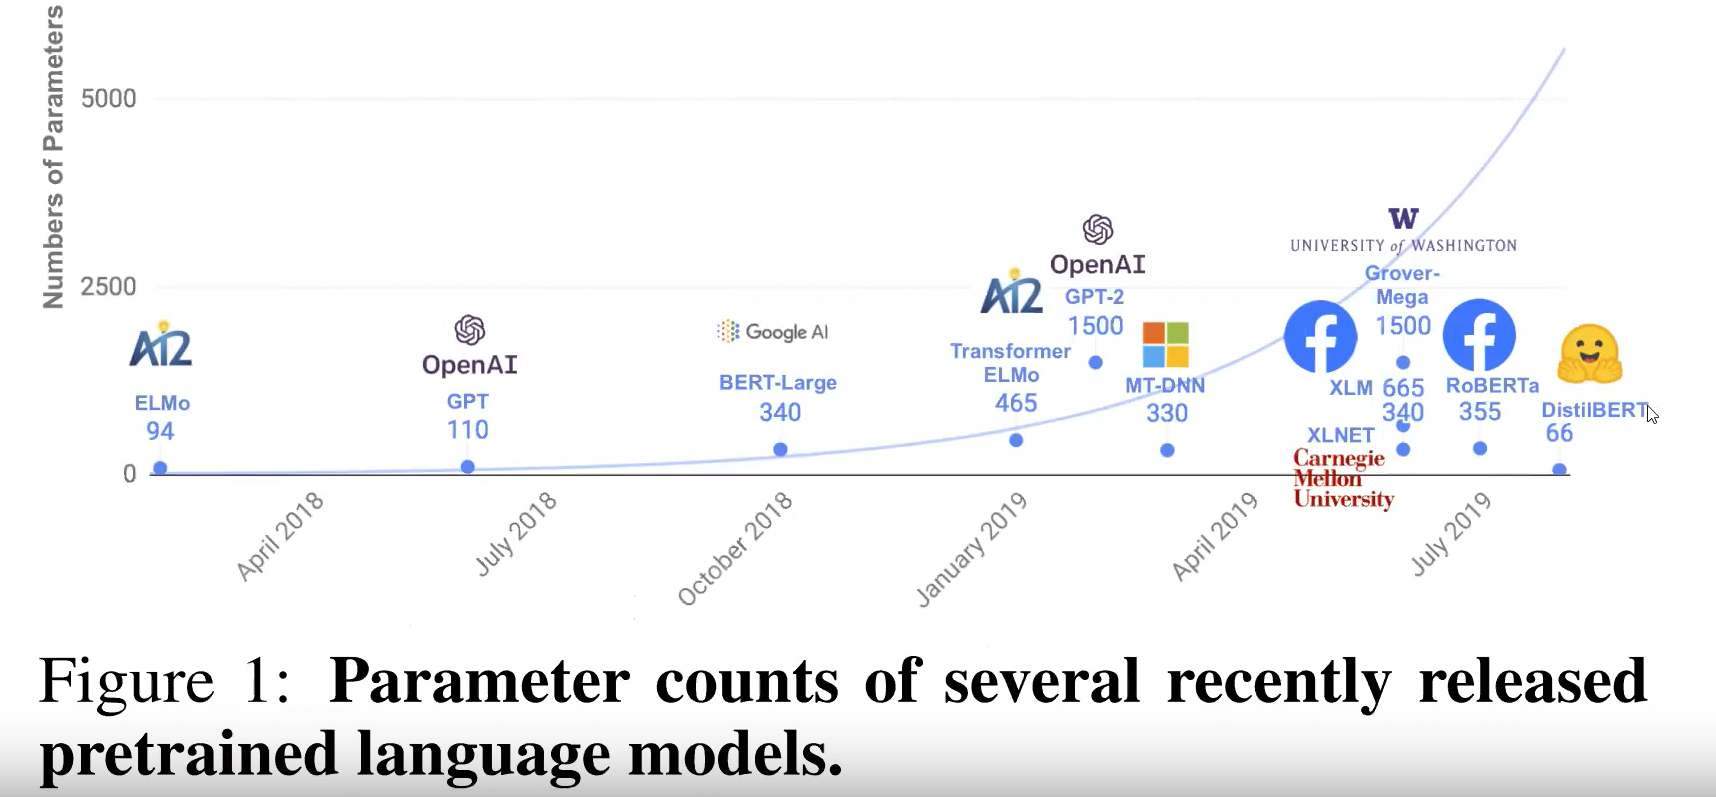 Numbers of Parameters
5000
2500
0
AI2
ELMo
94
OpenAI
GPT
110
Google AI
BERT-Large
340
AI2
Transformer
ELMo
465
OpenAI
GPT-2
1500
MT-DNN
330
W
UNIVERSITY of WASHINGTON
Grover-
Mega
1500
XLM 665
340
XLNET
Carnegie
Mellon
University
RoBERTa
355
DistilBERT
66
April 2018
July 2018
October 2018
January 2019
April 2019
July 2019
Figure 1: Parameter counts of several recently released
pretrained language models.